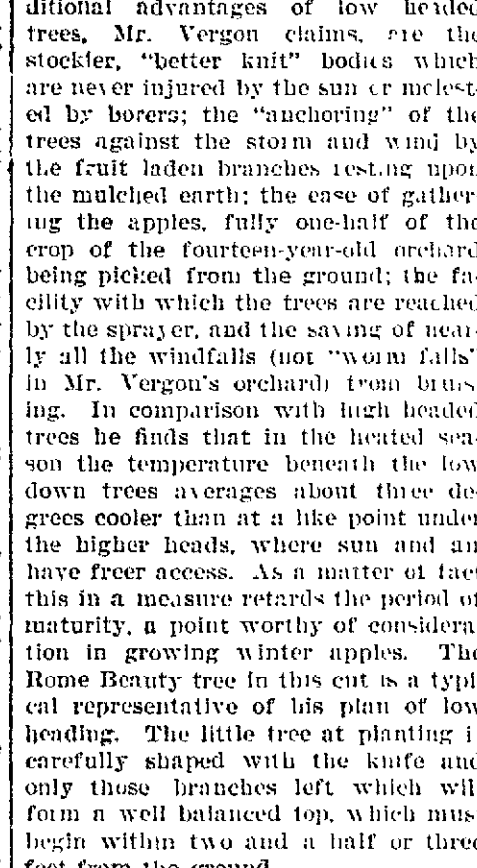 ditional advantages of low headed
trees, Mr. Vergon claims, are the
stockier, "better knit" bodies which
are never injured by the sun or molest-
ed by borers; the "anchoring" of the
trees against the storm and wind by
the fruit laden branches resting upon
the mulched earth; the ease of gather-
ing the apples, fully one-half of the
crop of the fourteen-year-old orchard
being picked from the ground; the fa-
cility with which the trees are reached
by the sprayer, and the saving of near-
ly all the windfalls (not "worm falls"
in Mr. Vergon's orchard) from bruis-
ing. In comparison with high headed
trees he finds that in the heated sea-
son the temperature beneath the low
down trees averages about three de-
grees cooler than at a like point under
the higher heads, where sun and air
have freer access. As a matter of fact
this in a measure retards the period of
maturity, a point worthy of considera-
tion in growing winter apples. The
Rome Beauty tree in this cut is a typi-
cal representative of his plan of low
heading. The little tree at planting i
carefully shaped with the knife and
only those branches left which wil
form a well balanced top, which mus
begin within two and a half or three
feet from the ground